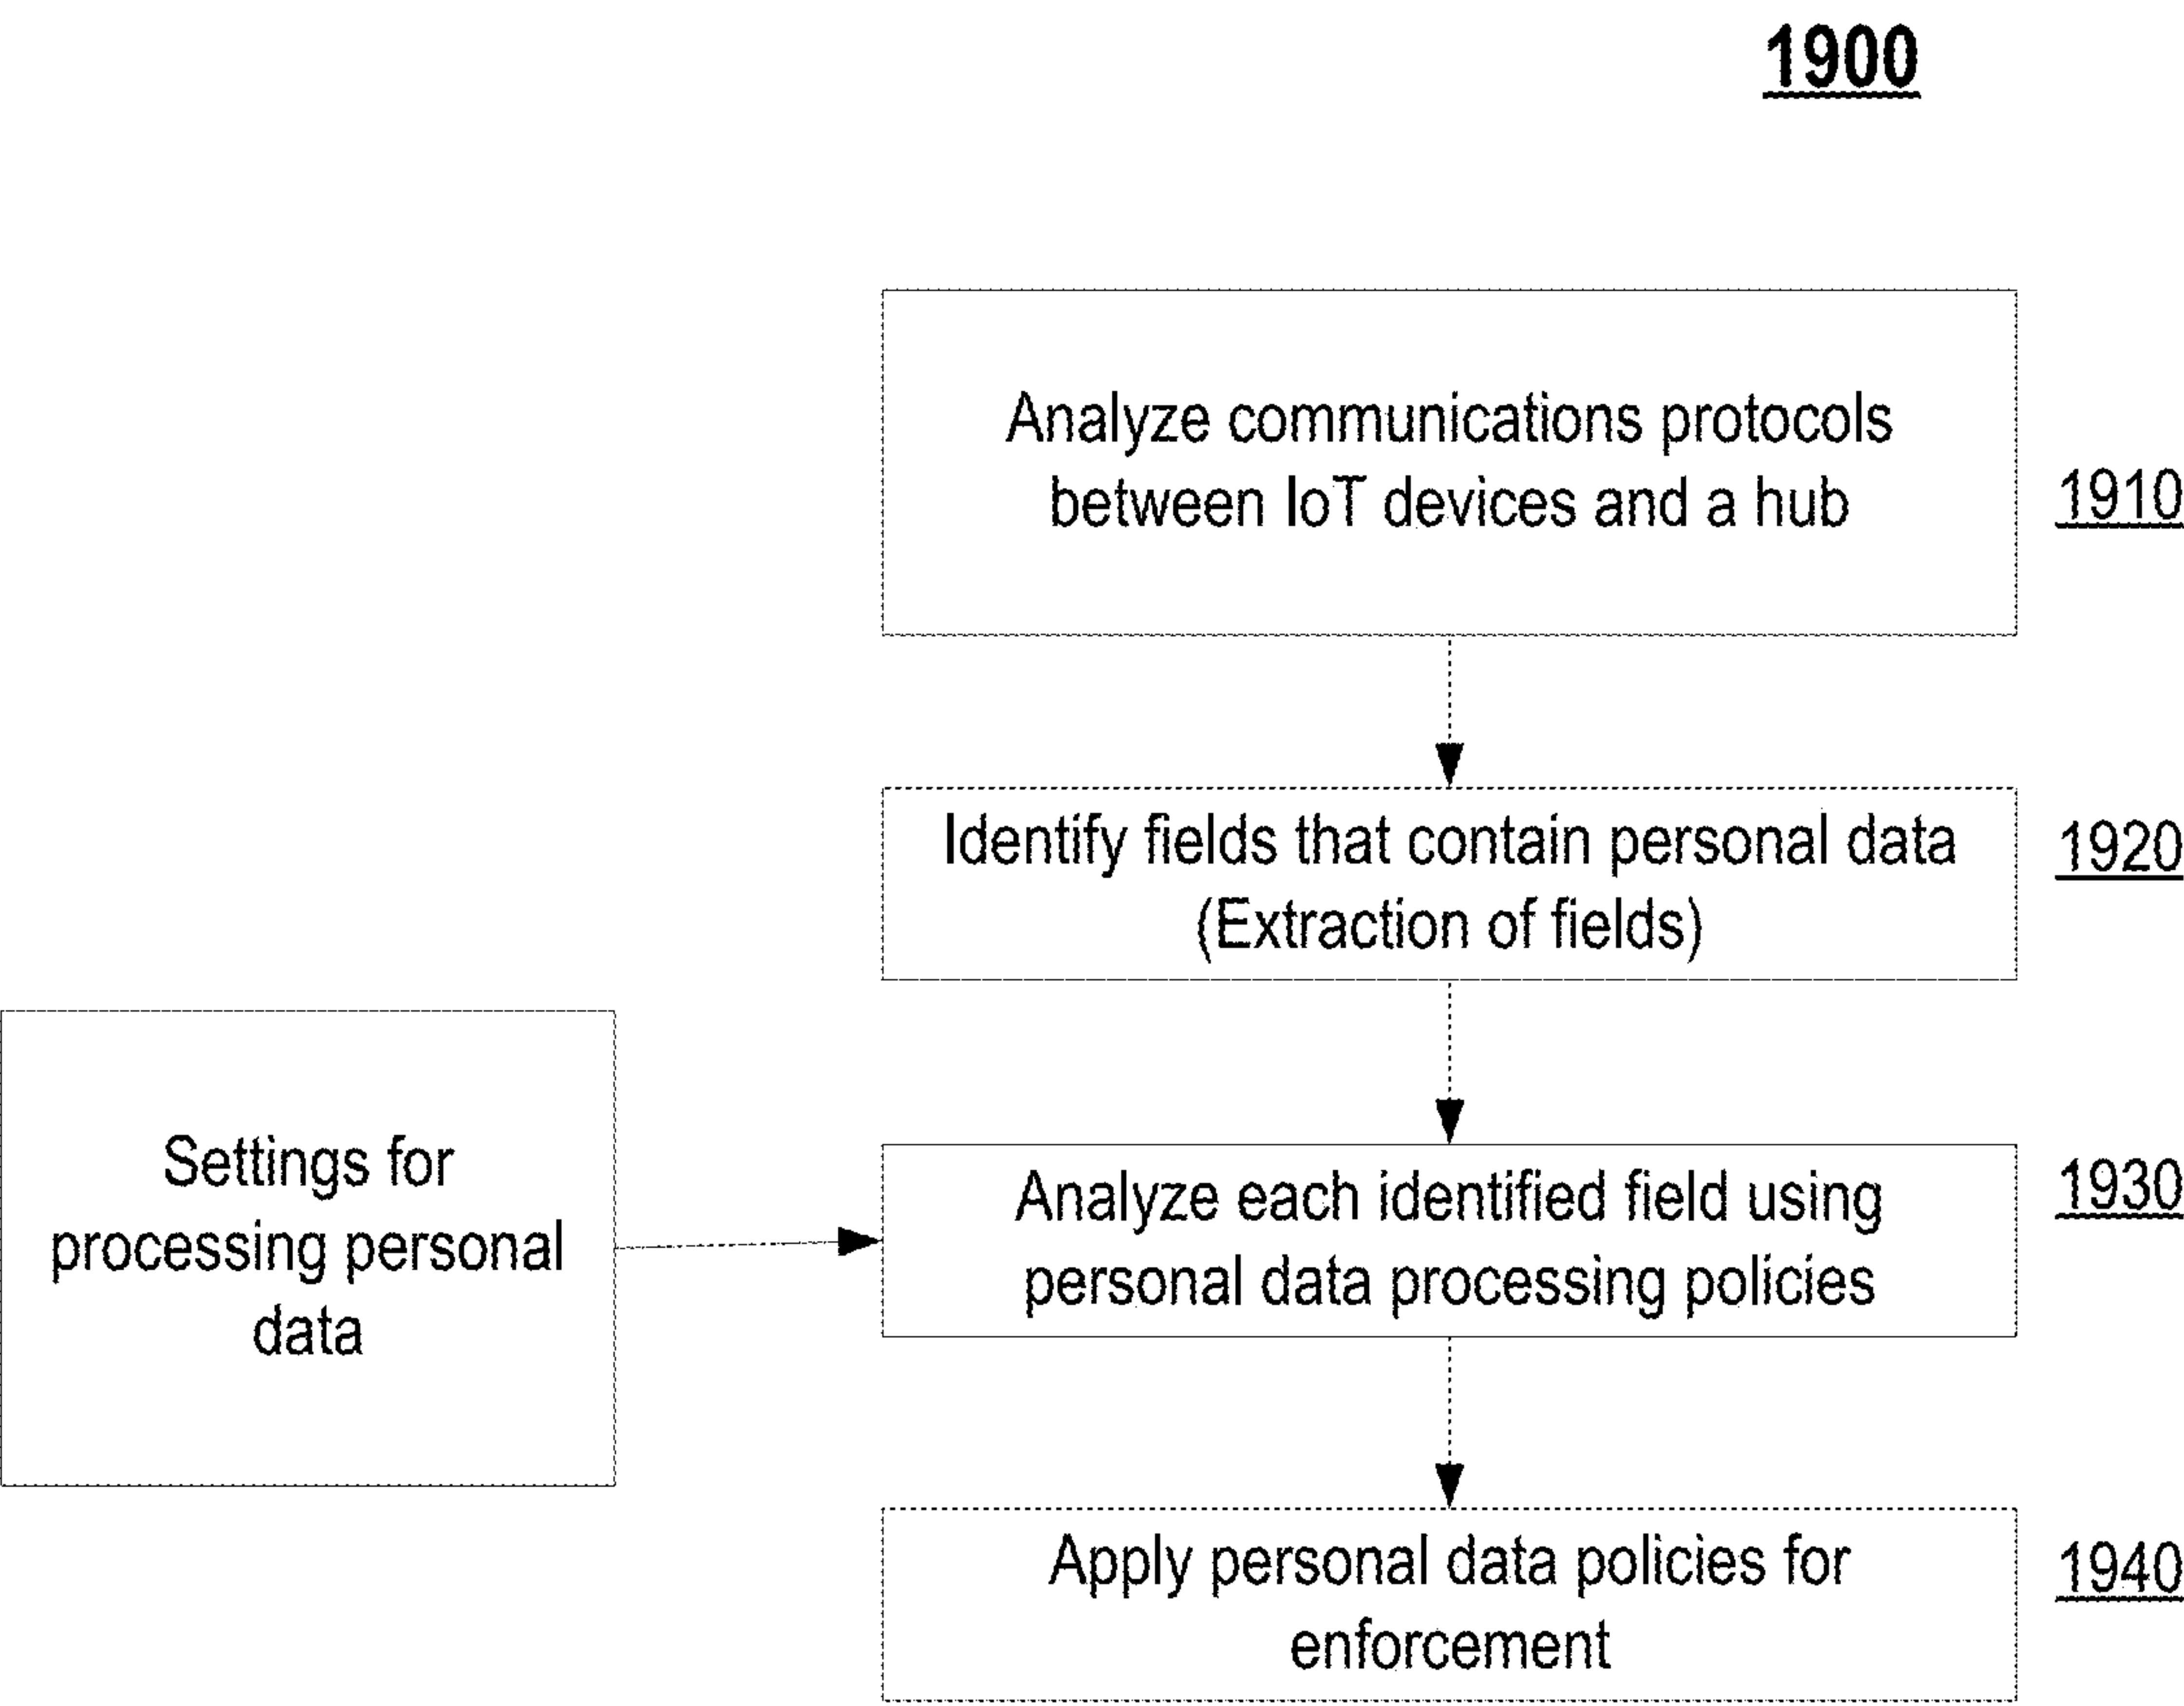 1900
Analyze communications protocols
between IoT devices and a hub
1910
Identify fields that contain personal data
(Extraction of fields)
1920
Settings for
processing personal
data
Analyze each identified field using
personal data processing policies
1930
Apply personal data policies for
enforcement
1940